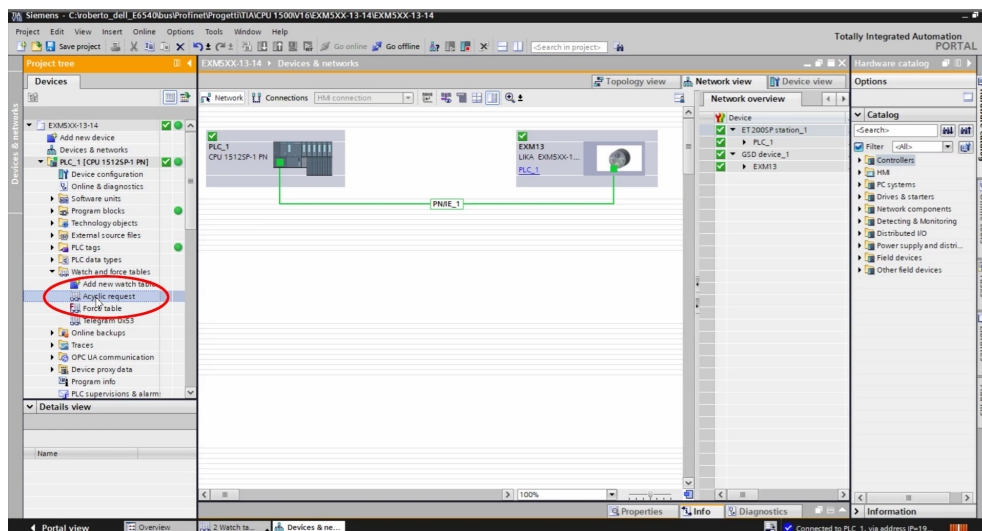 Siemens - C:\roberto_dell_E6540\bus\Profinet\Progetti\TIA\CPU 1500\V16\EXM5XX-13-14\EXM5XX-13-14
Project Edit View Insert Online Options Tools Window Help
Totally Integrated Automation
PORTAL
Save project Go online Go offline <Search in project>
Project tree
EXM5XX-13-14 Devices & networks
Hardware catalog
Devices
Topology view Network view Device view
Options
Network Connections HMI connection
Network overview
Devices & networks
EXM5XX-13-14
Add new device
Devices & networks
PLC_1 [CPU 1512SP-1 PN]
Device configuration
Online & diagnostics
Software units
Program blocks
Technology objects
External source files
PLC tags
PLC data types
Watch and force tables
Add new watch table
Acyclic request
Force table
Telegram 0x53
Online backups
Traces
OPC UA communication
Device proxy data
Program info
PLC supervisions & alarms
Details view
Name
PLC_1
CPU 1512SP-1 PN
EXM13
LIKA EXM5XX-1...
PLC_1
PN/IE_1
100%
Device
ET 200SP station_1
PLC_1
GSD device_1
EXM13
Catalog
<Search>
Filter <All>
Controllers
HMI
PC systems
Drives & starters
Network components
Detecting & Monitoring
Distributed I/O
Power supply and distri...
Field devices
Other field devices
Information
Properties Info Diagnostics
Portal view Overview 2 Watch ta... Devices & ne...
Connected to PLC_1, via address IP=19...